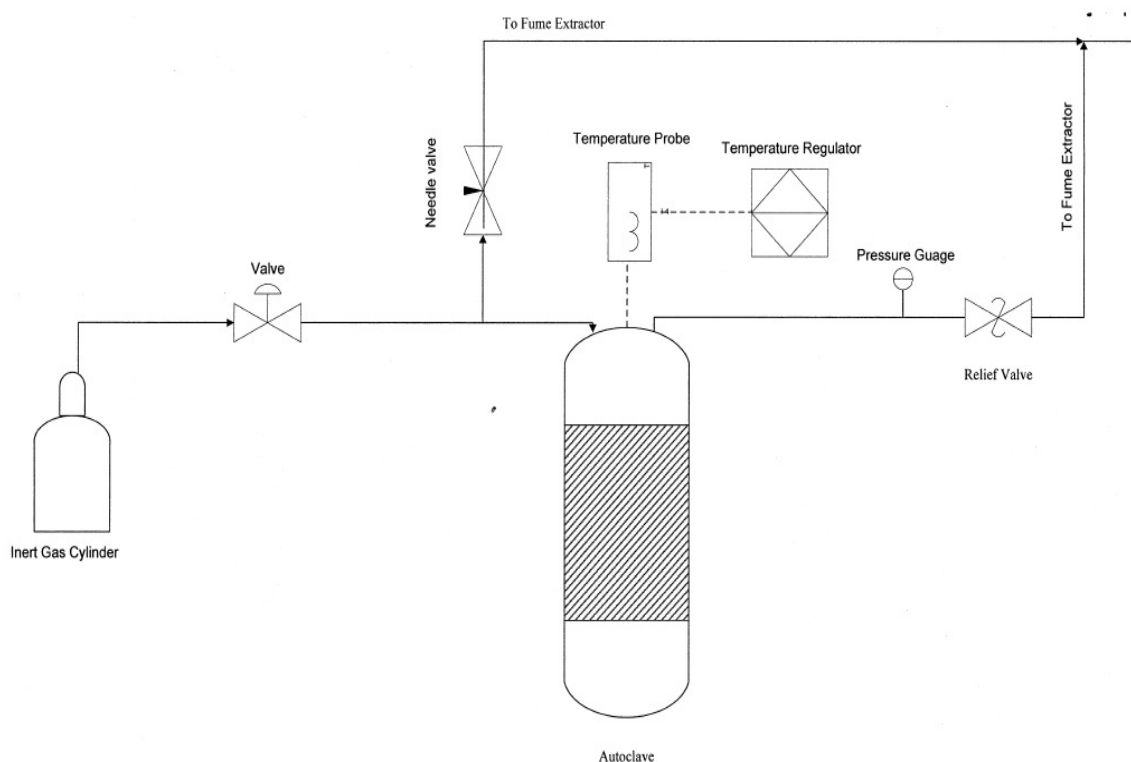 To Fume Extractor
Needle valve
Temperature Probe
Temperature Regulator
To Fume Extractor
Pressure Guage
Valve
Relief Valve
Inert Gas Cylinder
Autoclave